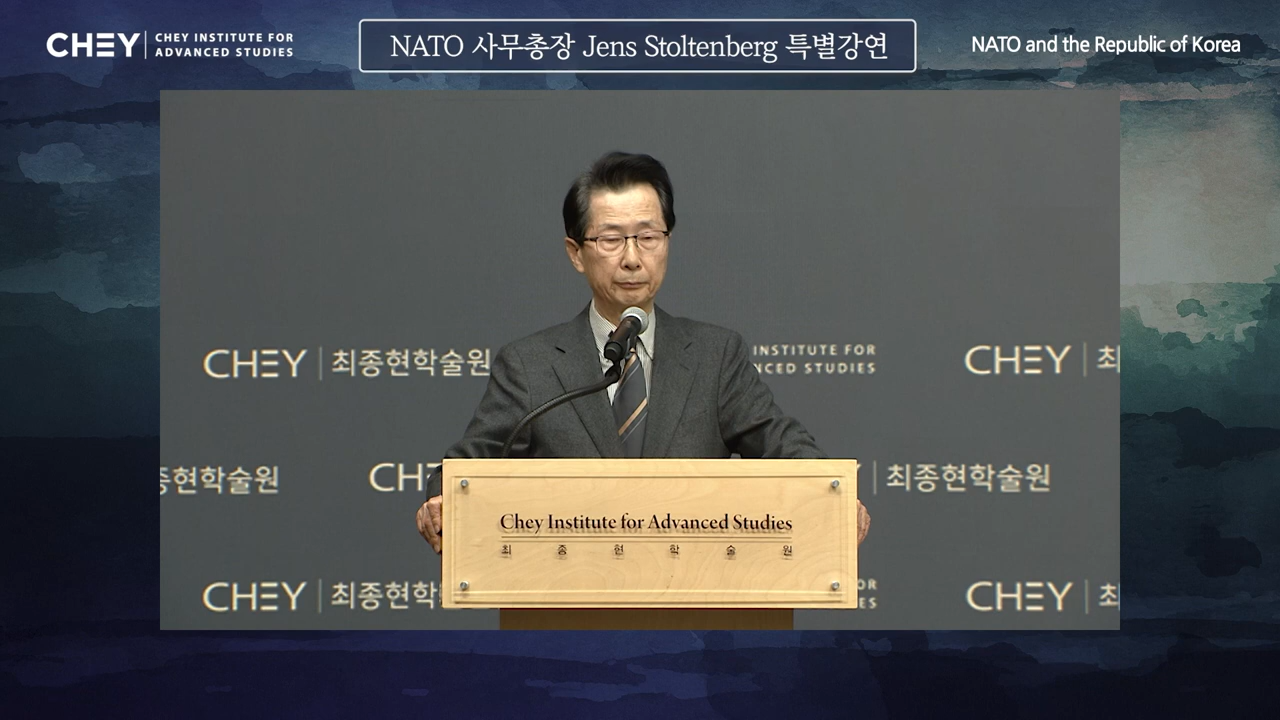 CHEY
CHEY INSTITUTE FOR
ADVANCED STUDIES
NATO 사무총장 Jens Stoltenberg 특별강연
NATO and the Republic of Korea
CHEY 최종현학술원
INSTITUTE FOR
NCED STUDIES
CHEY 최
종현학술원
CH
최종현학술원
Chey Institute for Advanced Studies
최 종 현 학 술 원
CHEY 최종현학
OR
ES
CHEY 최